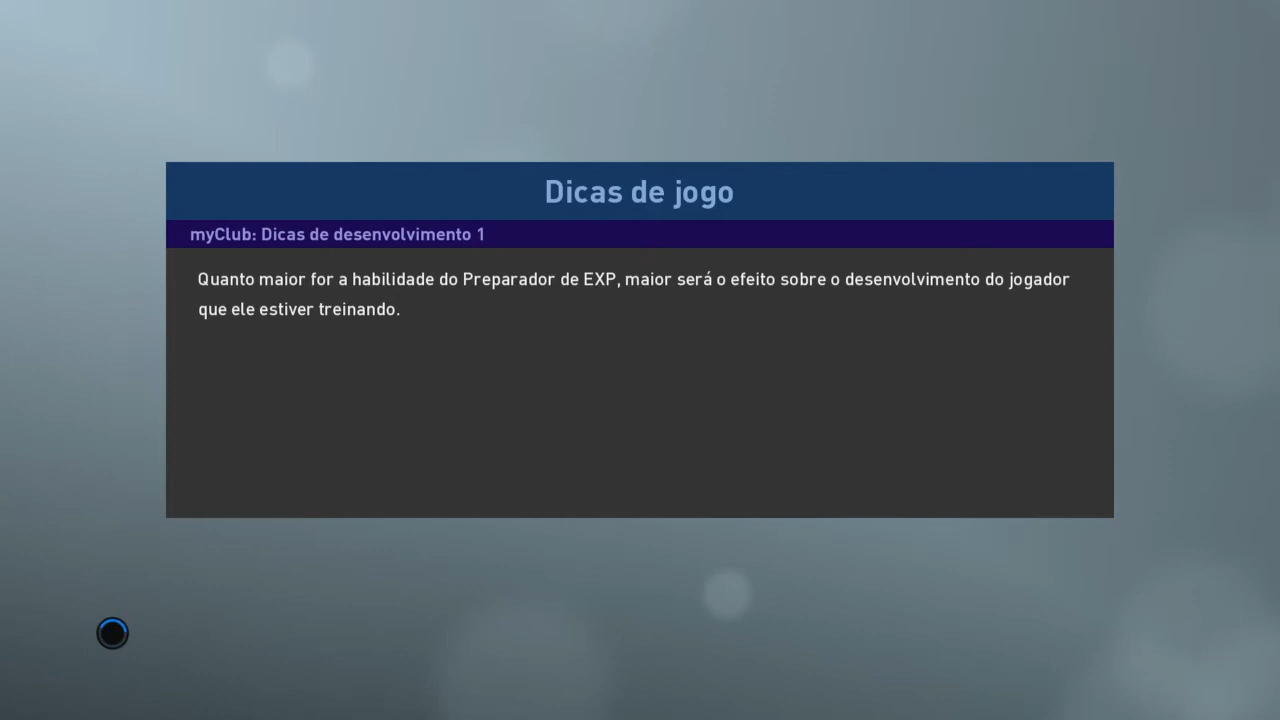 Dicas de jogo
myClub: Dicas de desenvolvimento 1
Quanto maior for a habilidade do Preparador de EXP, maior será o efeito sobre o desenvolvimento do jogador
que ele estiver treinando.